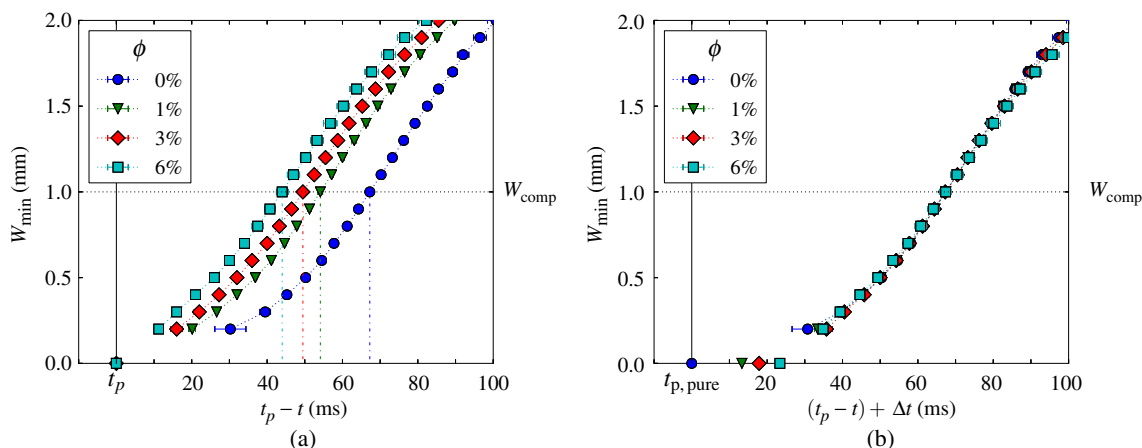 2.0
1.5
1.0
0.5
0.0
W_min (mm)
ϕ
0%
1%
3%
6%
W_comp
t_p
20
40
60
80
100
t_p − t (ms)
(a)
2.0
1.5
1.0
0.5
0.0
W_min (mm)
ϕ
0%
1%
3%
6%
W_comp
t_p, pure
20
40
60
80
100
(t_p − t) + Δt (ms)
(b)